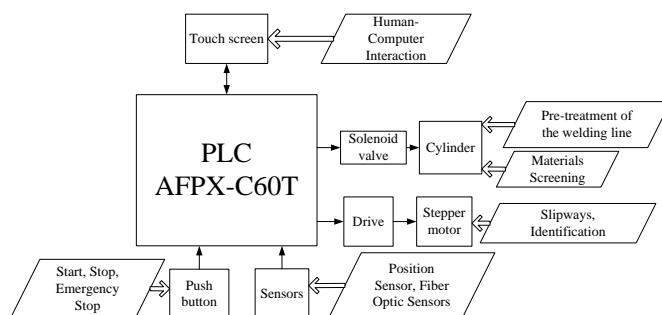 Touch screen
Human-
Computer
Interaction
PLC
AFPX-C60T
Solenoid
valve
Cylinder
Pre-treatment of
the welding line
Materials
Screening
Drive
Stepper
motor
Slipways,
Identification
Start, Stop,
Emergency
Stop
Push
button
Sensors
Position
Sensor, Fiber
Optic Sensors